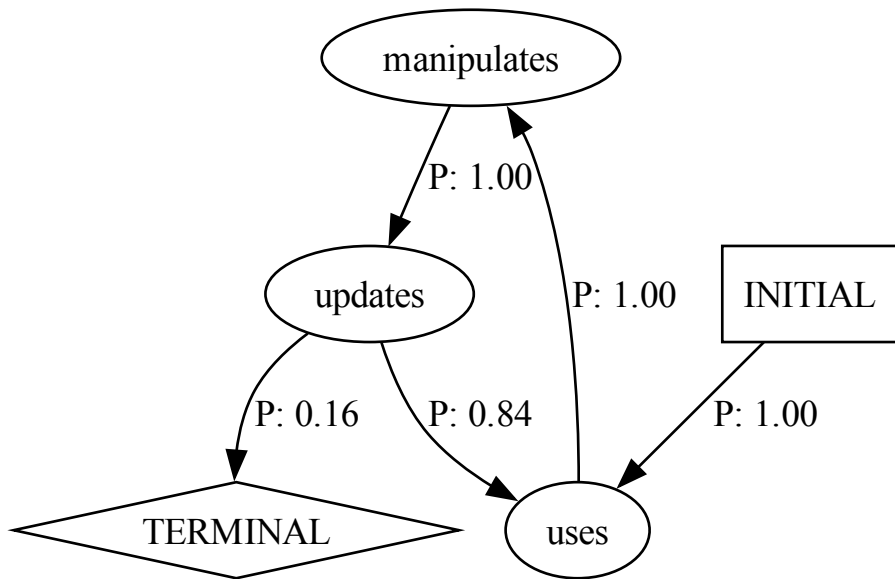 manipulates
P: 1.00
updates
P: 1.00
INITIAL
P: 0.16
P: 0.84
P: 1.00
TERMINAL
uses